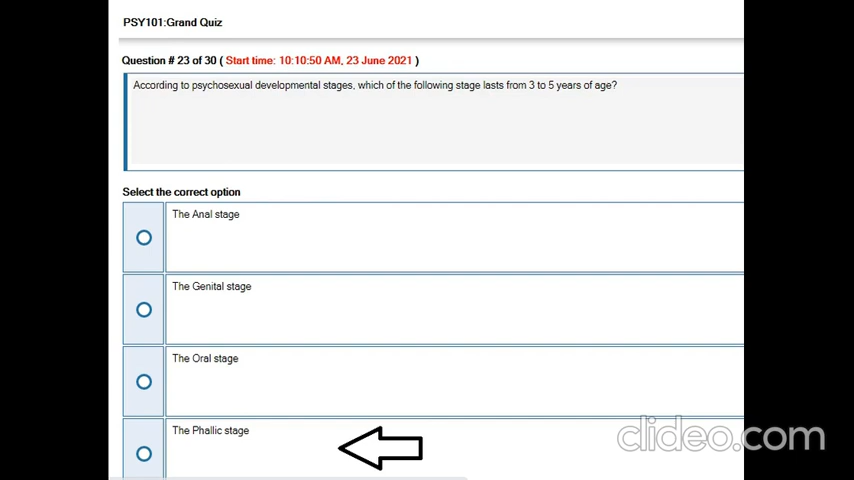 PSY101:Grand Quiz
Question # 23 of 30 ( Start time: 10:10:50 AM, 23 June 2021 )
According to psychosexual developmental stages, which of the following stage lasts from 3 to 5 years of age?
Select the correct option
The Anal stage
The Genital stage
The Oral stage
The Phallic stage
clideo.com